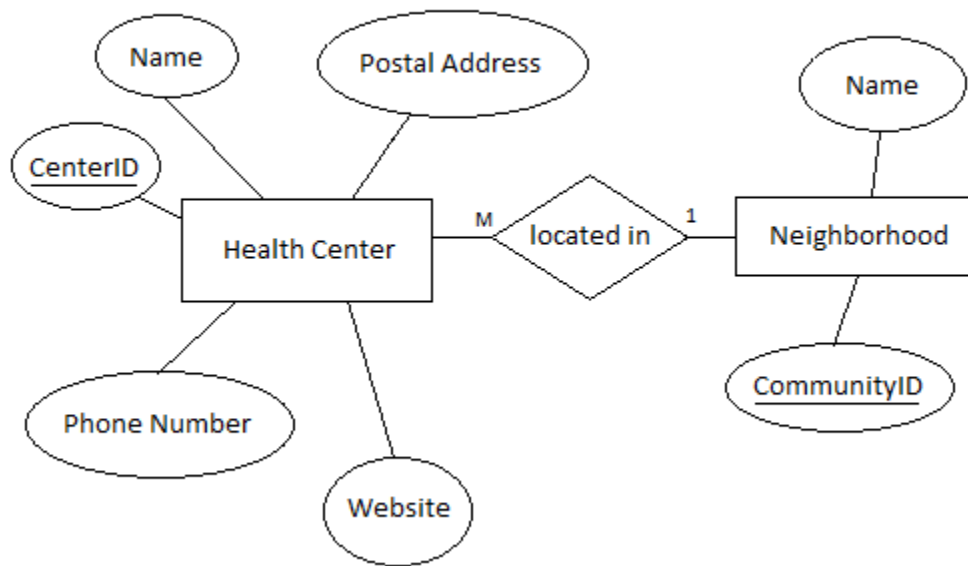 Name
Postal Address
Name
CenterID
M
located in
1
Health Center
Neighborhood
Phone Number
CommunityID
Website